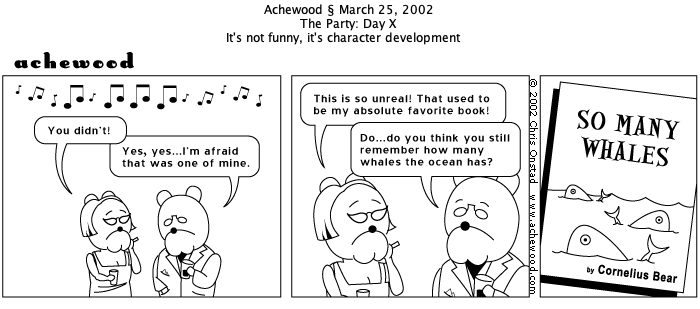 Achewood § March 25, 2002
The Party: Day X
It's not funny, it's character development
achewood
You didn't!
Yes, yes...I'm afraid
that was one of mine.
This is so unreal! That used to
be my absolute favorite book!
Do...do you think you still
remember how many
whales the ocean has?
© 2002 Chris Onstad www.achewood.com
SO MANY
WHALES
by Cornelius Bear